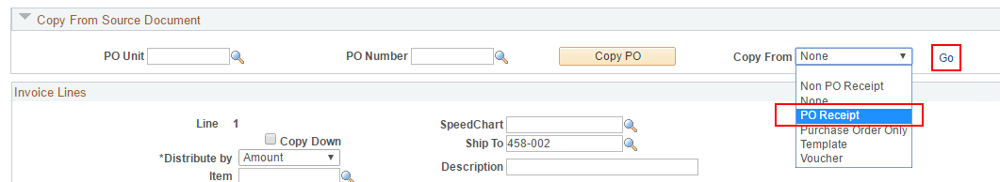 Copy From Source Document
PO Unit PO Number Copy PO Copy From None Go
Non PO Receipt
None
PO Receipt
Purchase Order Only
Template
Voucher
Invoice Lines
Line 1 SpeedChart
Copy Down Ship To 458-002
*Distribute by Amount Description
Item